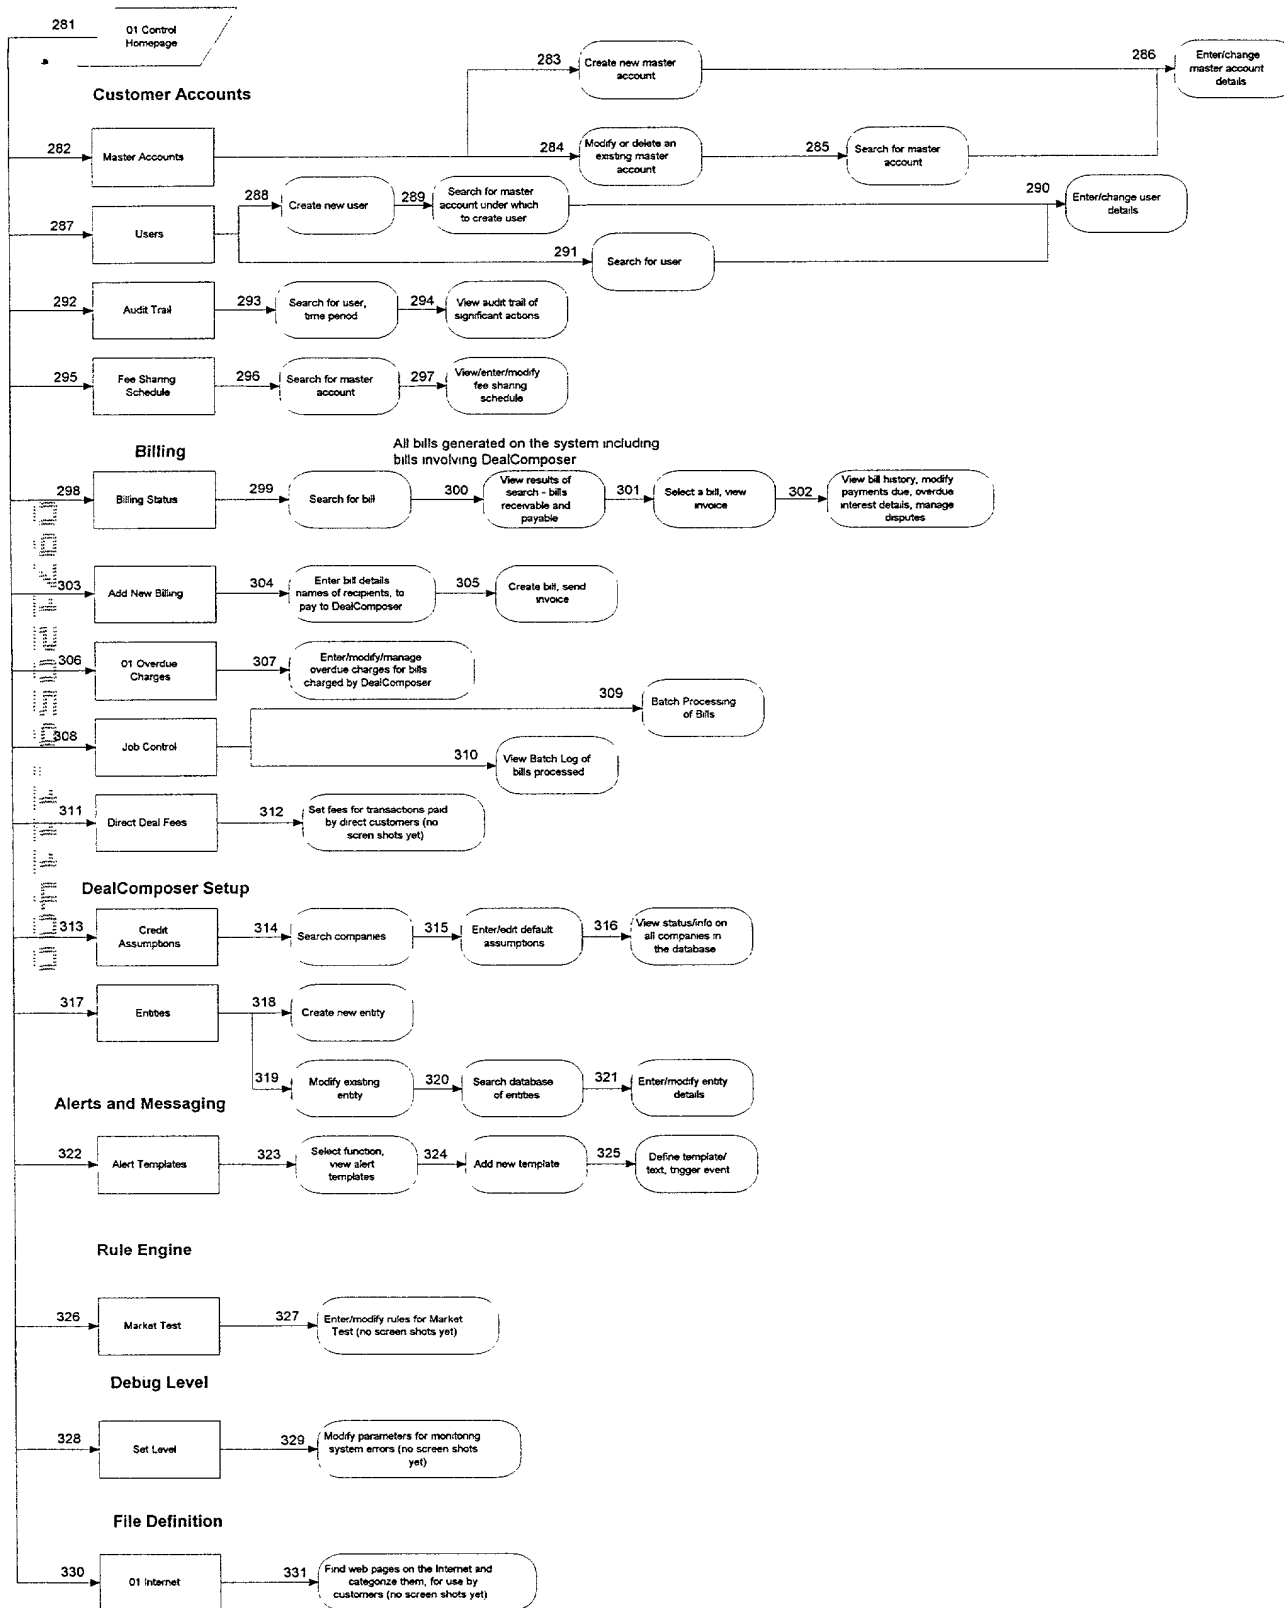 281
01 Control
Homepage
283
Create new master
account
286
Enter/change
master account
details
Customer Accounts
282
Master Accounts
284
Modify or delete an
existing master
account
285
Search for master
account
287
Users
288
Create new user
289
Search for master
account under which
to create user
290
Enter/change user
details
291
Search for user
292
Audit Trail
293
Search for user,
time period
294
View audit trail of
significant actions
295
Fee Sharing
Schedule
296
Search for master
account
297
View/enter/modify
fee sharing
schedule
Billing
All bills generated on the system including
bills involving DealComposer
298
Billing Status
299
Search for bill
300
View results of
search - bills
receivable and
payable
301
Select a bill, view
invoice
302
View bill history, modify
payments due, overdue
interest details, manage
disputes
303
Add New Billing
304
Enter bill details
names of recipients, to
pay to DealComposer
305
Create bill, send
invoice
306
01 Overdue
Charges
307
Enter/modify/manage
overdue charges for bills
charged by DealComposer
308
Job Control
309
Batch Processing
of Bills
310
View Batch Log of
bills processed
311
Direct Deal Fees
312
Set fees for transactions paid
by direct customers (no
scren shots yet)
DealComposer Setup
313
Credit
Assumptions
314
Search companies
315
Enter/edit default
assumptions
316
View status/info on
all companies in
the database
317
Entities
318
Create new entity
319
Modify existing
entity
320
Search database
of entities
321
Enter/modify entity
details
Alerts and Messaging
322
Alert Templates
323
Select function,
view alert
templates
324
Add new template
325
Define template/
text, trigger event
Rule Engine
326
Market Test
327
Enter/modify rules for Market
Test (no screen shots yet)
Debug Level
328
Set Level
329
Modify parameters for monitoring
system errors (no screen shots
yet)
File Definition
330
01 Internet
331
Find web pages on the Internet and
categorize them, for use by
customers (no screen shots yet)